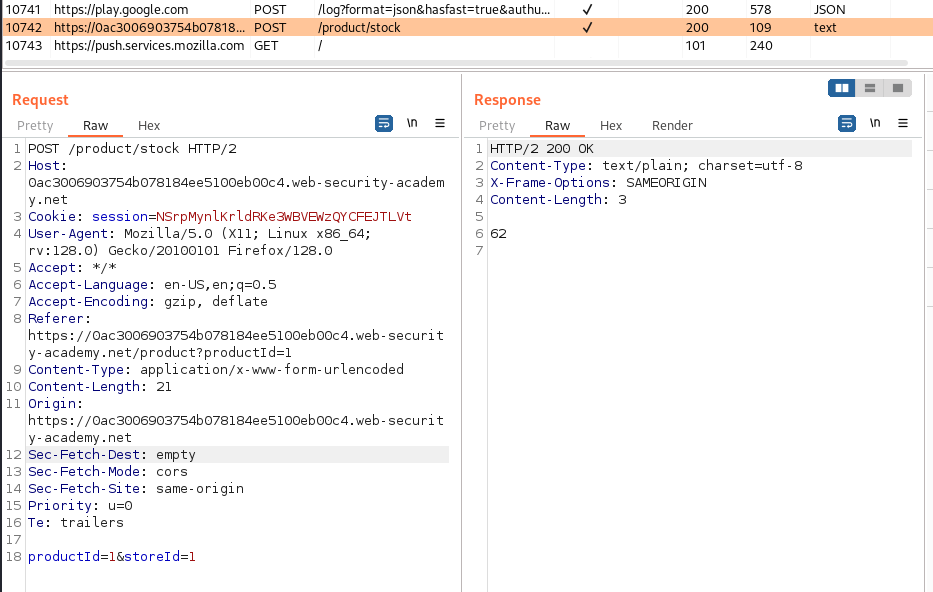 10741 https://play.google.com POST /log?format=json&hasfast=true&authu... ✓ 200 578 JSON
10742 https://0ac3006903754b07818... POST /product/stock ✓ 200 109 text
10743 https://push.services.mozilla.com GET / 101 240
Request
Pretty Raw Hex \n
1 POST /product/stock HTTP/2
2 Host:
0ac3006903754b078184ee5100eb00c4.web-security-academ
y.net
3 Cookie: session=NSrpMynlKrldRKe3WBVEWzQYCFEJTLVt
4 User-Agent: Mozilla/5.0 (X11; Linux x86_64;
rv:128.0) Gecko/20100101 Firefox/128.0
5 Accept: */*
6 Accept-Language: en-US,en;q=0.5
7 Accept-Encoding: gzip, deflate
8 Referer:
https://0ac3006903754b078184ee5100eb00c4.web-securit
y-academy.net/product?productId=1
9 Content-Type: application/x-www-form-urlencoded
10 Content-Length: 21
11 Origin:
https://0ac3006903754b078184ee5100eb00c4.web-securit
y-academy.net
12 Sec-Fetch-Dest: empty
13 Sec-Fetch-Mode: cors
14 Sec-Fetch-Site: same-origin
15 Priority: u=0
16 Te: trailers
17
18 productId=1&storeId=1
Response
Pretty Raw Hex Render \n
1 HTTP/2 200 OK
2 Content-Type: text/plain; charset=utf-8
3 X-Frame-Options: SAMEORIGIN
4 Content-Length: 3
5
6 62
7